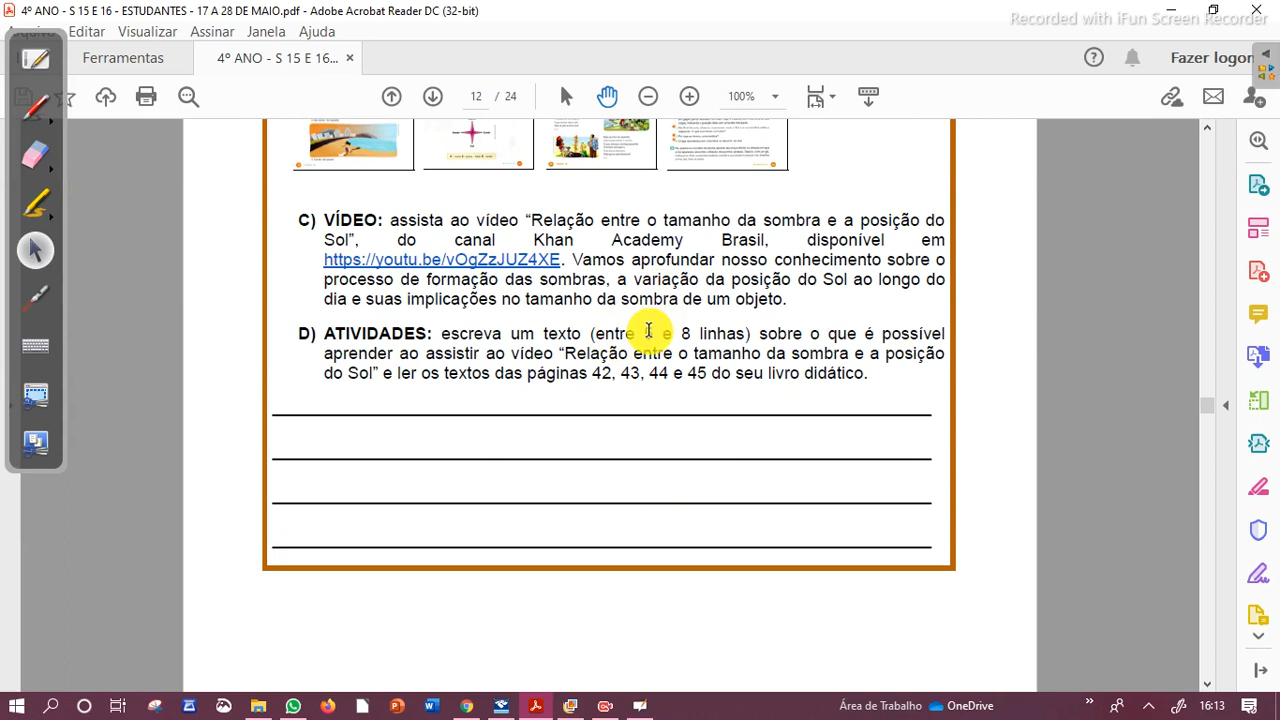 4º ANO - S 15 E 16 - ESTUDANTES - 17 A 28 DE MAIO.pdf - Adobe Acrobat Reader DC (32-bit)
Recorded with iFun Screen Recorder
Arquivo Editar Visualizar Assinar Janela Ajuda
Ferramentas 4º ANO - S 15 E 16... × Fazer logon
12 / 24 100%
C) VÍDEO: assista ao vídeo “Relação entre o tamanho da sombra e a posição do
Sol”, do canal Khan Academy Brasil, disponível em
https://youtu.be/vOgZzJUZ4XE. Vamos aprofundar nosso conhecimento sobre o
processo de formação das sombras, a variação da posição do Sol ao longo do
dia e suas implicações no tamanho da sombra de um objeto.
D) ATIVIDADES: escreva um texto (entre e 8 linhas) sobre o que é possível
aprender ao assistir ao vídeo “Relação entre o tamanho da sombra e a posição
do Sol” e ler os textos das páginas 42, 43, 44 e 45 do seu livro didático.
Área de Trabalho OneDrive 16:13